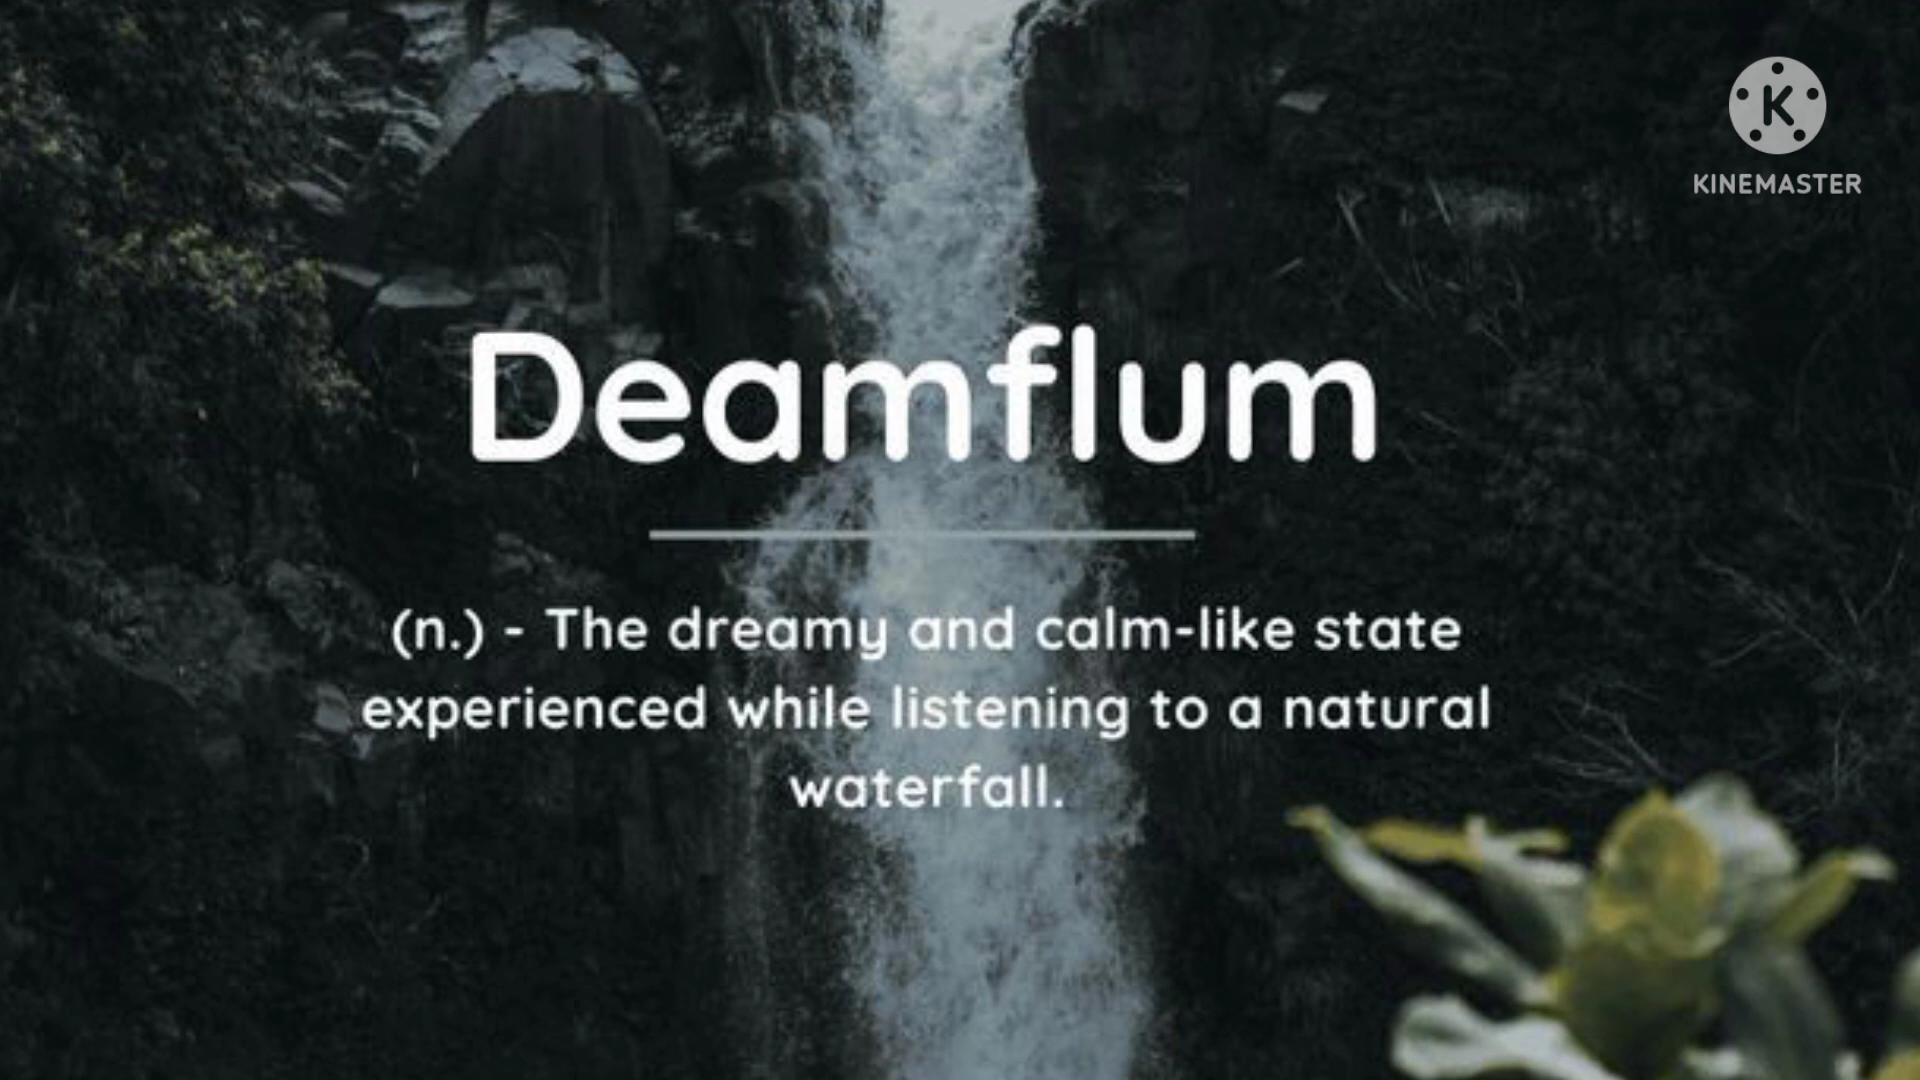 KINEMASTER
Deamflum
(n.) - The dreamy and calm-like state
experienced while listening to a natural
waterfall.